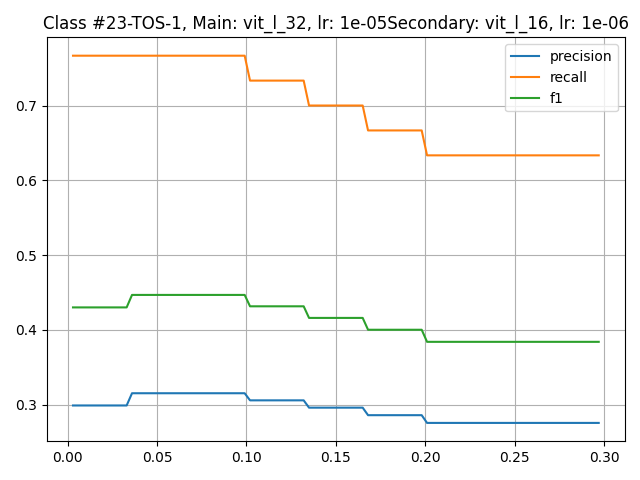 Class #23-TOS-1, Main: vit_l_32, lr: 1e-05Secondary: vit_l_16, lr: 1e-06
precision
recall
f1
0.7
0.6
0.5
0.4
0.3
0.00 0.05 0.10 0.15 0.20 0.25 0.30